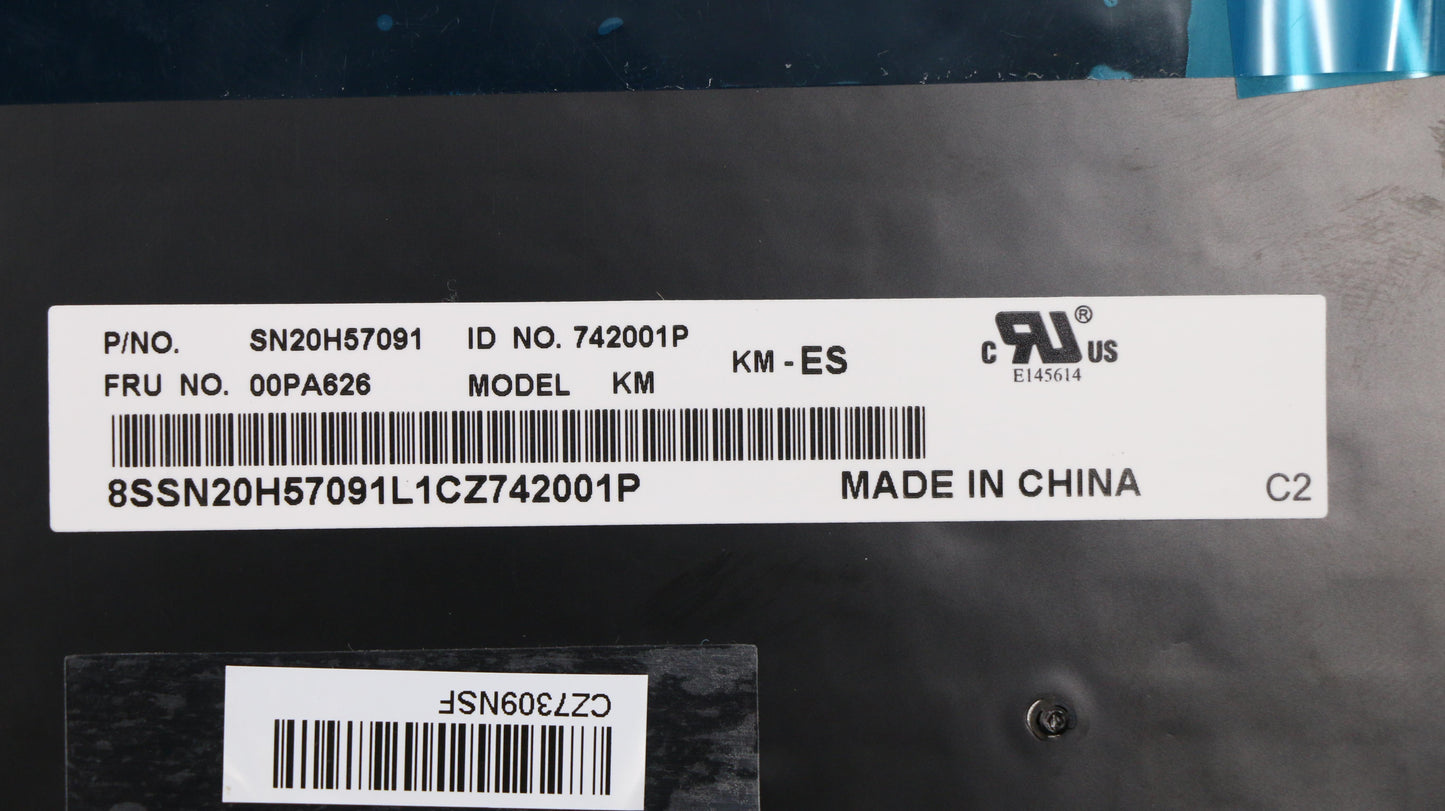 P/NO. SN20H57091 ID NO. 742001P
FRU NO. 00PA626 MODEL KM
KM - ES
C RU ® US
E145614
8SSN20H57091L1CZ742001P
MADE IN CHINA
C2
CZ7309NSF